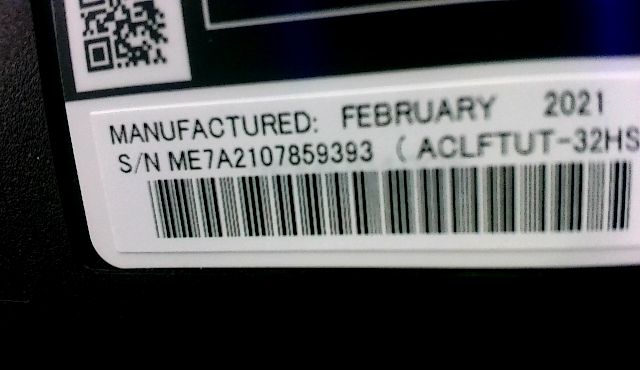 MANUFACTURED: FEBRUARY 2021
S/N ME7A2107859393 ( ACLFTUT-32HS